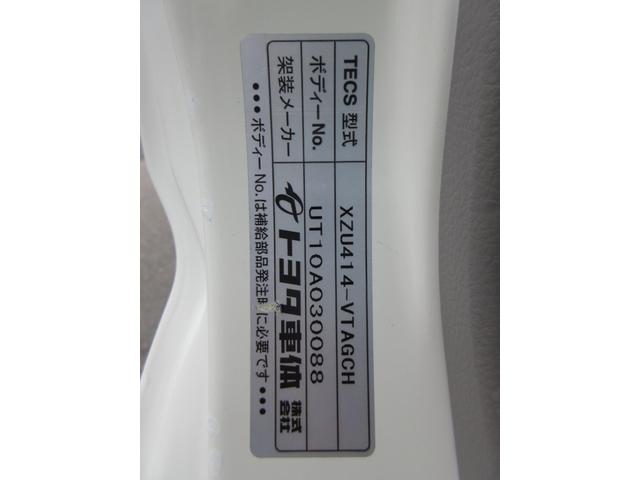 TECS 型式 XZU414-VTAGCH
ボディーNo. UT10A030088
架装メーカー トヨタ車体 株式会社
●●● ボディーNo.は補給部品発注時に必要です ●●●